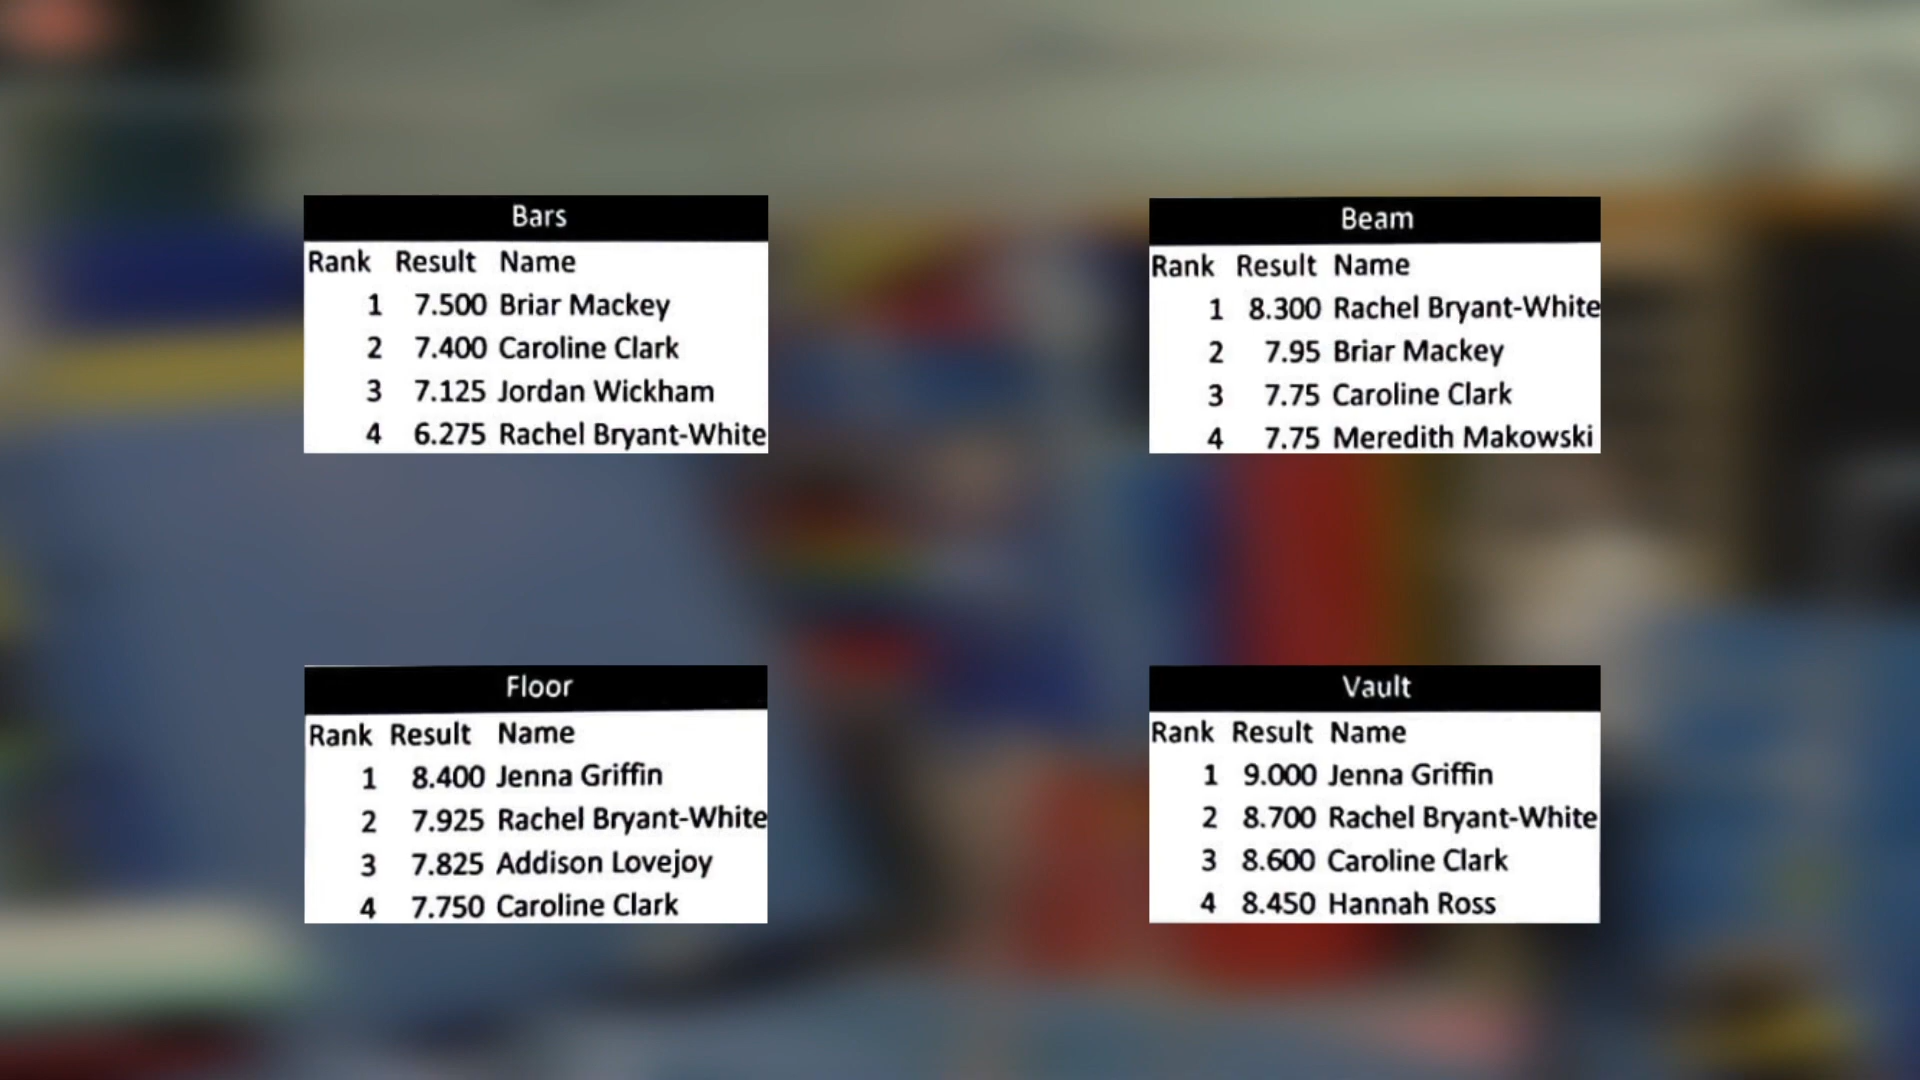 Bars
Rank Result Name
1 7.500 Briar Mackey
2 7.400 Caroline Clark
3 7.125 Jordan Wickham
4 6.275 Rachel Bryant-White
Beam
Rank Result Name
1 8.300 Rachel Bryant-White
2 7.95 Briar Mackey
3 7.75 Caroline Clark
4 7.75 Meredith Makowski
Floor
Rank Result Name
1 8.400 Jenna Griffin
2 7.925 Rachel Bryant-White
3 7.825 Addison Lovejoy
4 7.750 Caroline Clark
Vault
Rank Result Name
1 9.000 Jenna Griffin
2 8.700 Rachel Bryant-White
3 8.600 Caroline Clark
4 8.450 Hannah Ross